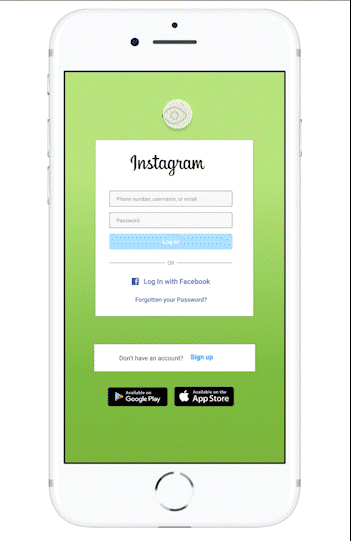 Instagram
Phone number, username, or email
Password
Log In
OR
Log In with Facebook
Forgotten your Password?
Don't have an account? Sign up
Available on
Google Play
Available on the
App Store